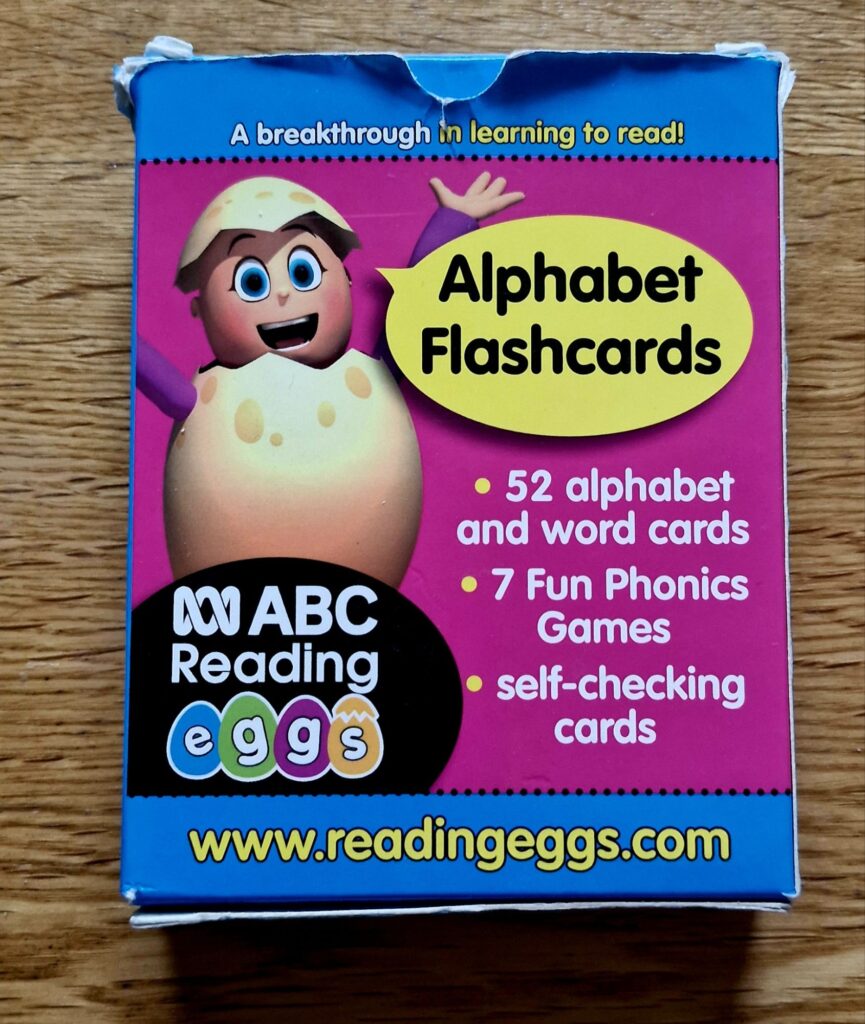 A breakthrough in learning to read!
Alphabet
Flashcards
• 52 alphabet
and word cards
• 7 Fun Phonics
Games
• self-checking
cards
ABC
Reading
eggs
www.readingeggs.com